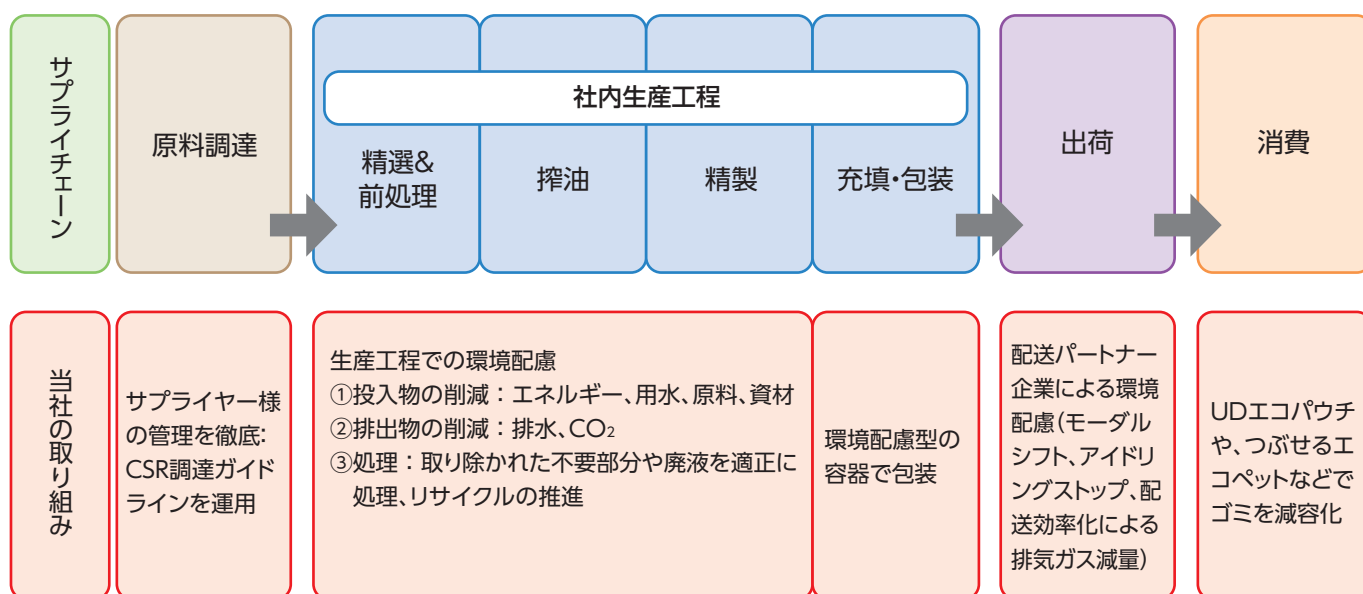 サプライチェーン
原料調達
社内生産工程
精選&
前処理
搾油
精製
充填・包装
出荷
消費
当社の取り組み
サプライヤー様
の管理を徹底:
CSR調達ガイド
ラインを運用
生産工程での環境配慮
①投入物の削減：エネルギー、用水、原料、資材
②排出物の削減：排水、CO₂
③処理：取り除かれた不要部分や廃液を適正に
処理、リサイクルの推進
環境配慮型の
容器で包装
配送パートナー
企業による環境
配慮(モーダル
シフト、アイドリ
ングストップ、配
送効率化による
排気ガス減量)
UDエコパウチ
や、つぶせるエ
コペットなどで
ゴミを減容化